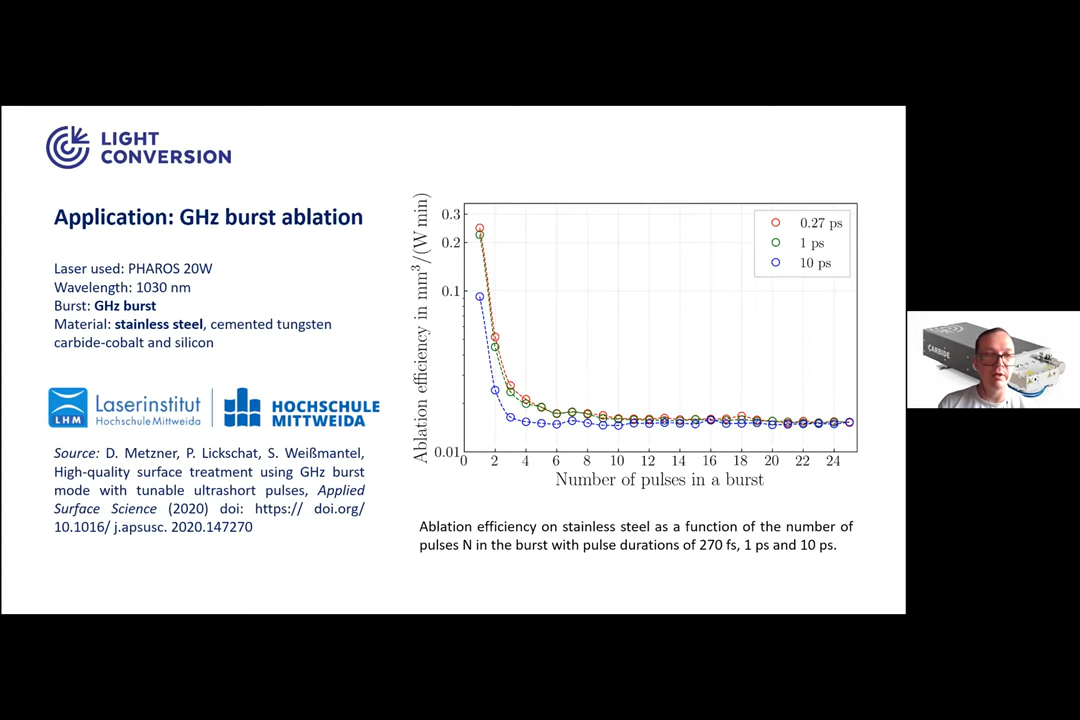 LIGHT
CONVERSION
Application: GHz burst ablation
Laser used: PHAROS 20W
Wavelength: 1030 nm
Burst: GHz burst
Material: stainless steel, cemented tungsten
carbide-cobalt and silicon
LHM
Laserinstitut
Hochschule Mittweida
HOCHSCHULE
MITTWEIDA
Source: D. Metzner, P. Lickschat, S. Weißmantel,
High-quality surface treatment using GHz burst
mode with tunable ultrashort pulses, Applied
Surface Science (2020) doi: https:// doi.org/
10.1016/ j.apsusc. 2020.147270
Ablation efficiency in mm³/(W min)
0.3
0.2
0.1
0.01
0 2 4 6 8 10 12 14 16 18 20 22 24
Number of pulses in a burst
0.27 ps
1 ps
10 ps
Ablation efficiency on stainless steel as a function of the number of
pulses N in the burst with pulse durations of 270 fs, 1 ps and 10 ps.
CARBIDE